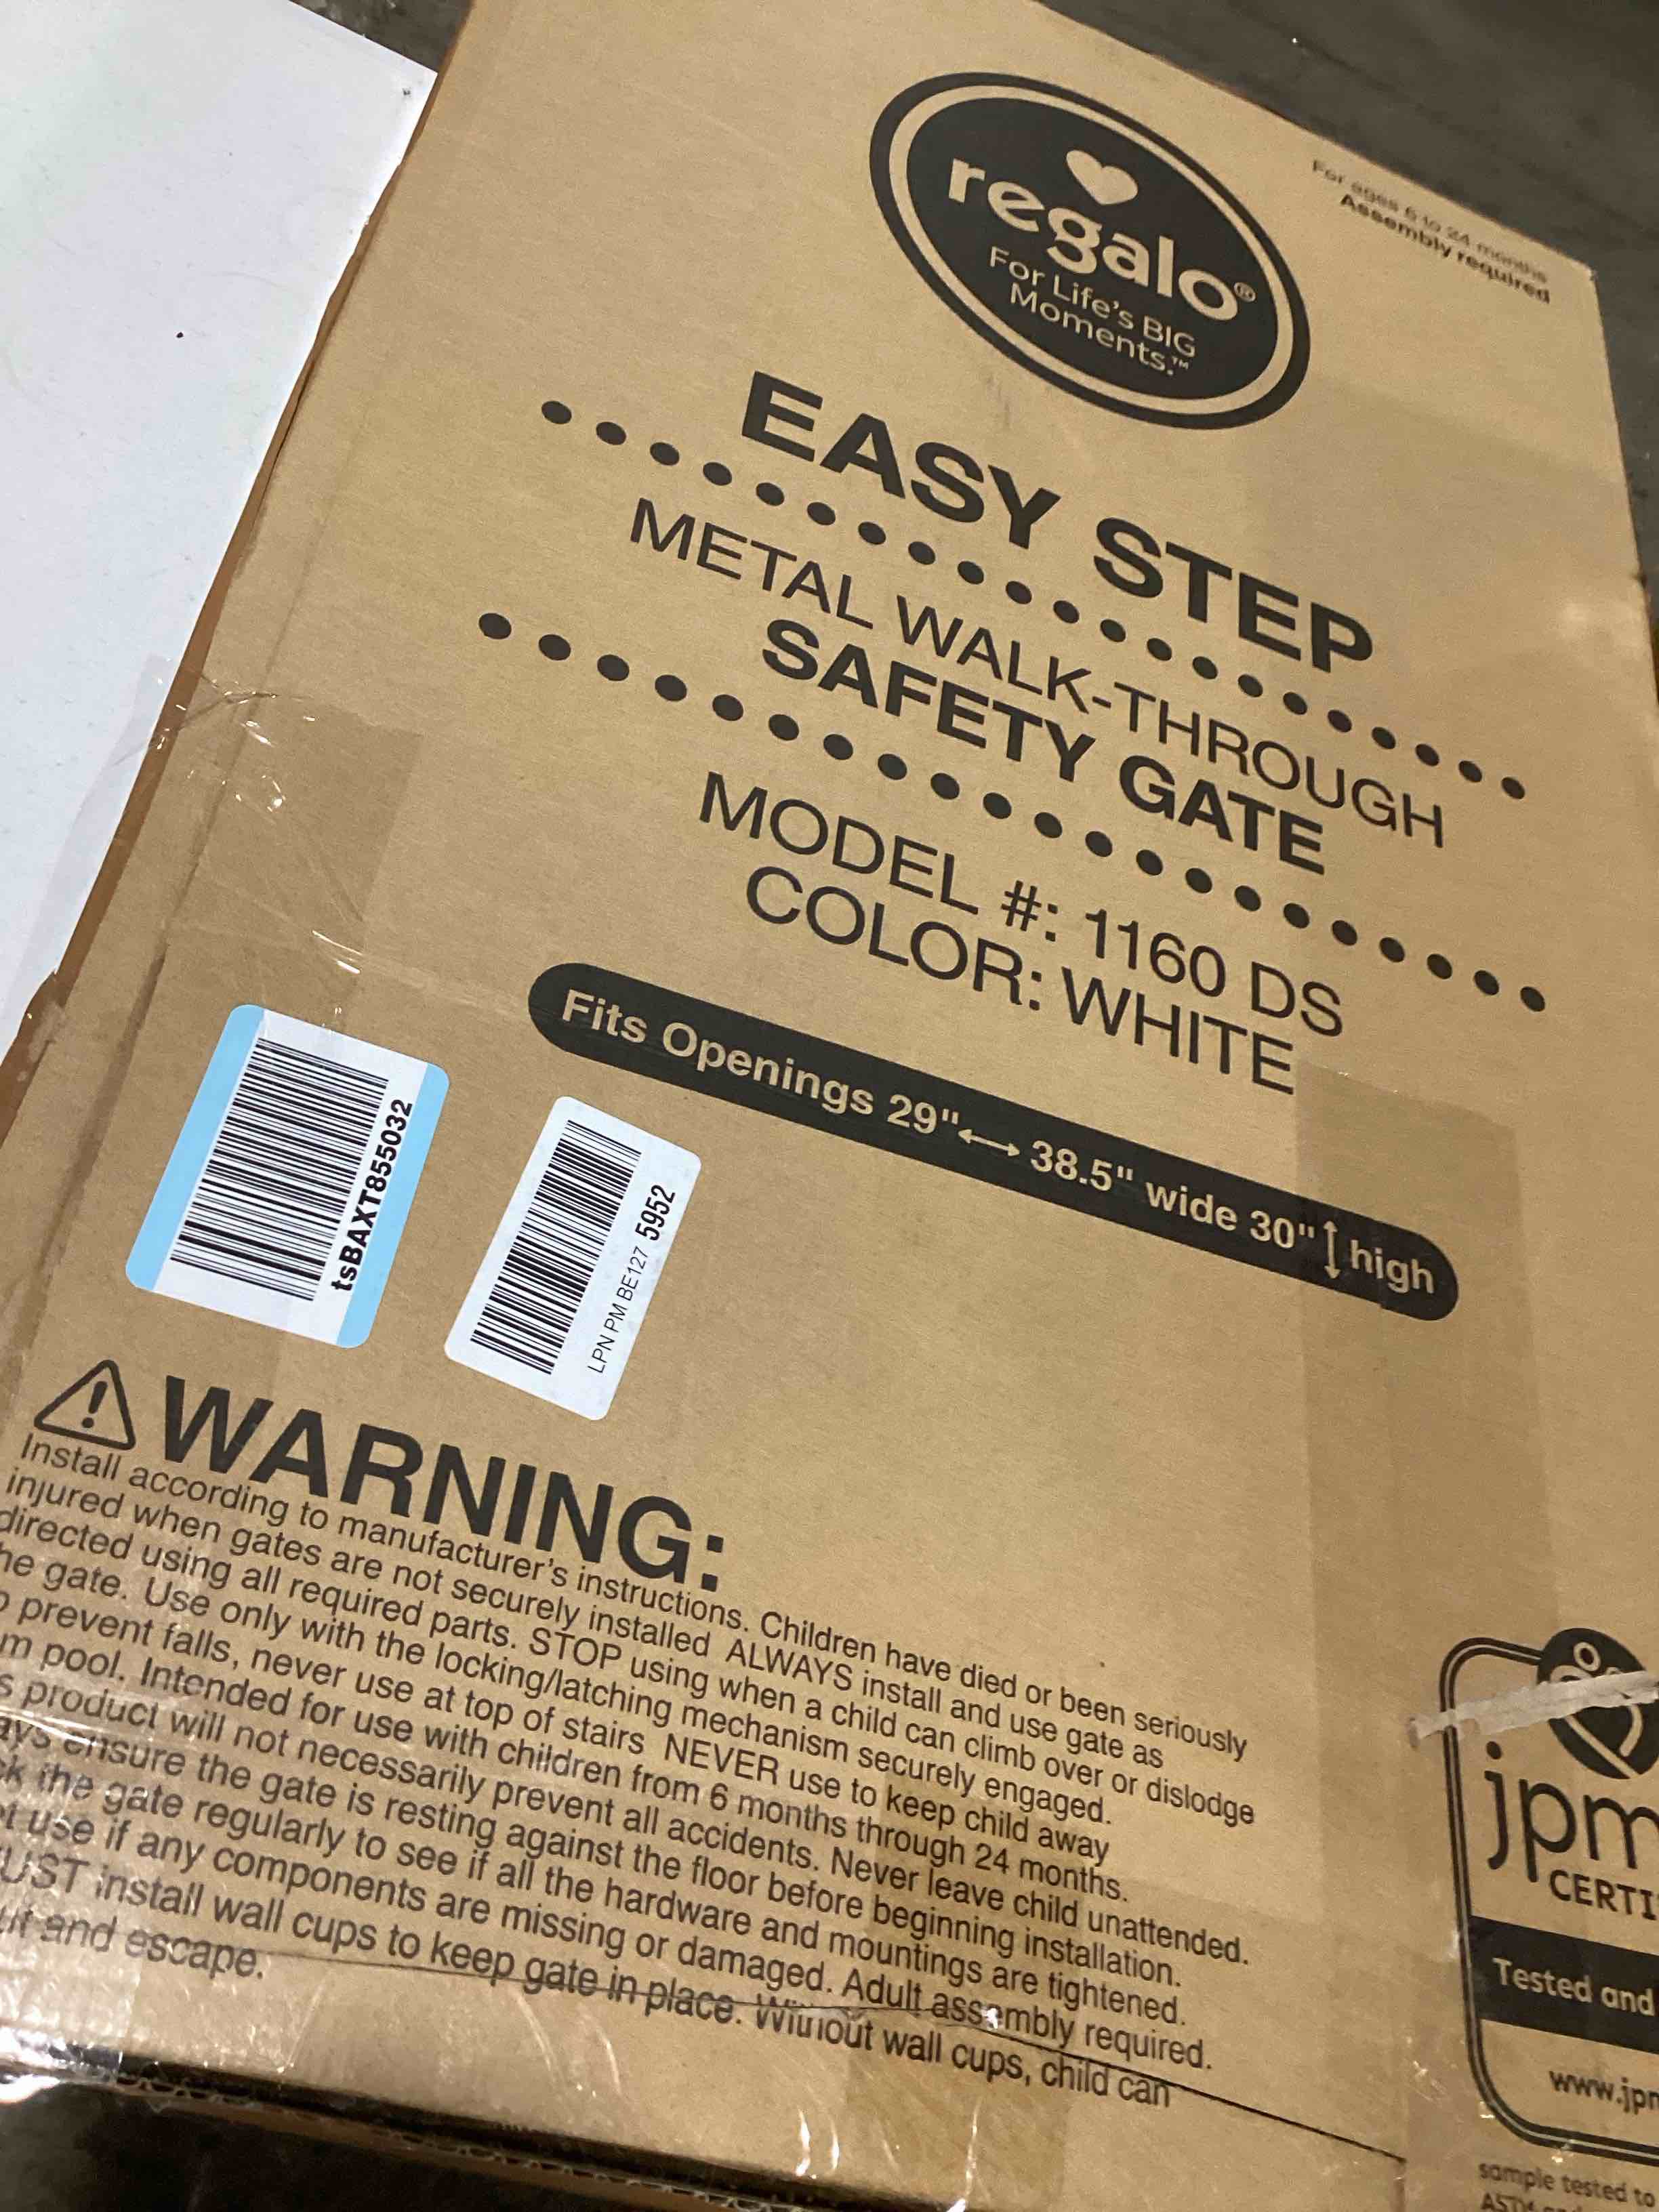 For ages 6 to 24 months
Assembly required
regalo®
For Life's BIG
Moments.™
EASY STEP
METAL WALK-THROUGH
SAFETY GATE
MODEL #: 1160 DS
COLOR: WHITE
Fits Openings 29"↔ 38.5" wide 30"↕ high
tsBAXT855032
LPN PM BE127 5952
WARNING:
Install according to manufacturer's instructions. Children have died or been seriously
injured when gates are not securely installed ALWAYS install and use gate as
directed using all required parts. STOP using when a child can climb over or dislodge
he gate. Use only with the locking/latching mechanism securely engaged.
o prevent falls, never use at top of stairs NEVER use to keep child away
m pool. Intended for use with children from 6 months through 24 months.
s product will not necessarily prevent all accidents. Never leave child unattended.
ays ensure the gate is resting against the floor before beginning installation.
ck the gate regularly to see if all the hardware and mountings are tightened.
ot use if any components are missing or damaged. Adult assembly required.
UST install wall cups to keep gate in place. Without wall cups, child can
and escape.
jpm
CERTI
Tested and
www.jpm
sample tested to